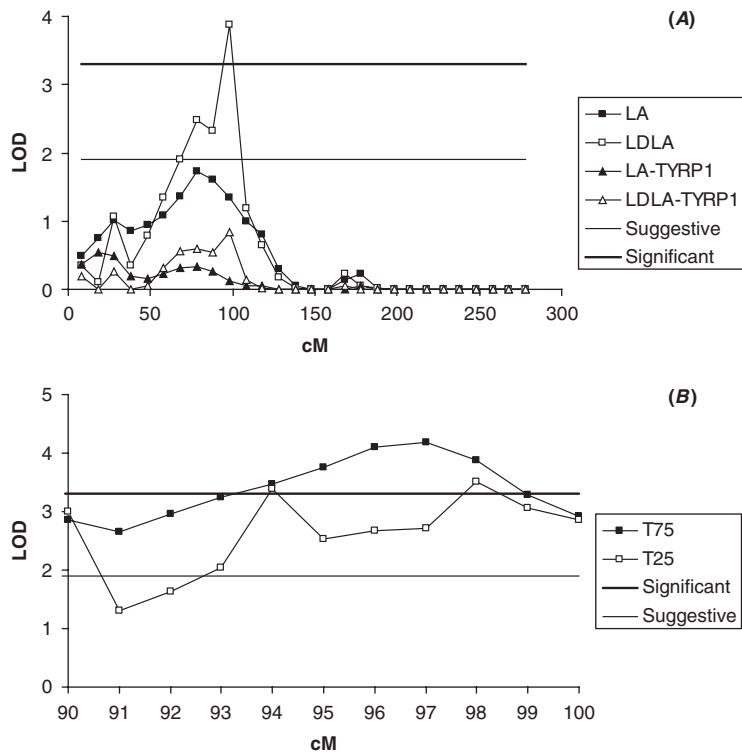 (A)
4
3
2
1
0
LOD
0
50
100
150
200
250
300
cM
LA
LDLA
LA-TYRP1
LDLA-TYRP1
Suggestive
Significant
(B)
5
4
3
2
1
0
LOD
90
91
92
93
94
95
96
97
98
99
100
cM
T75
T25
Significant
Suggestive